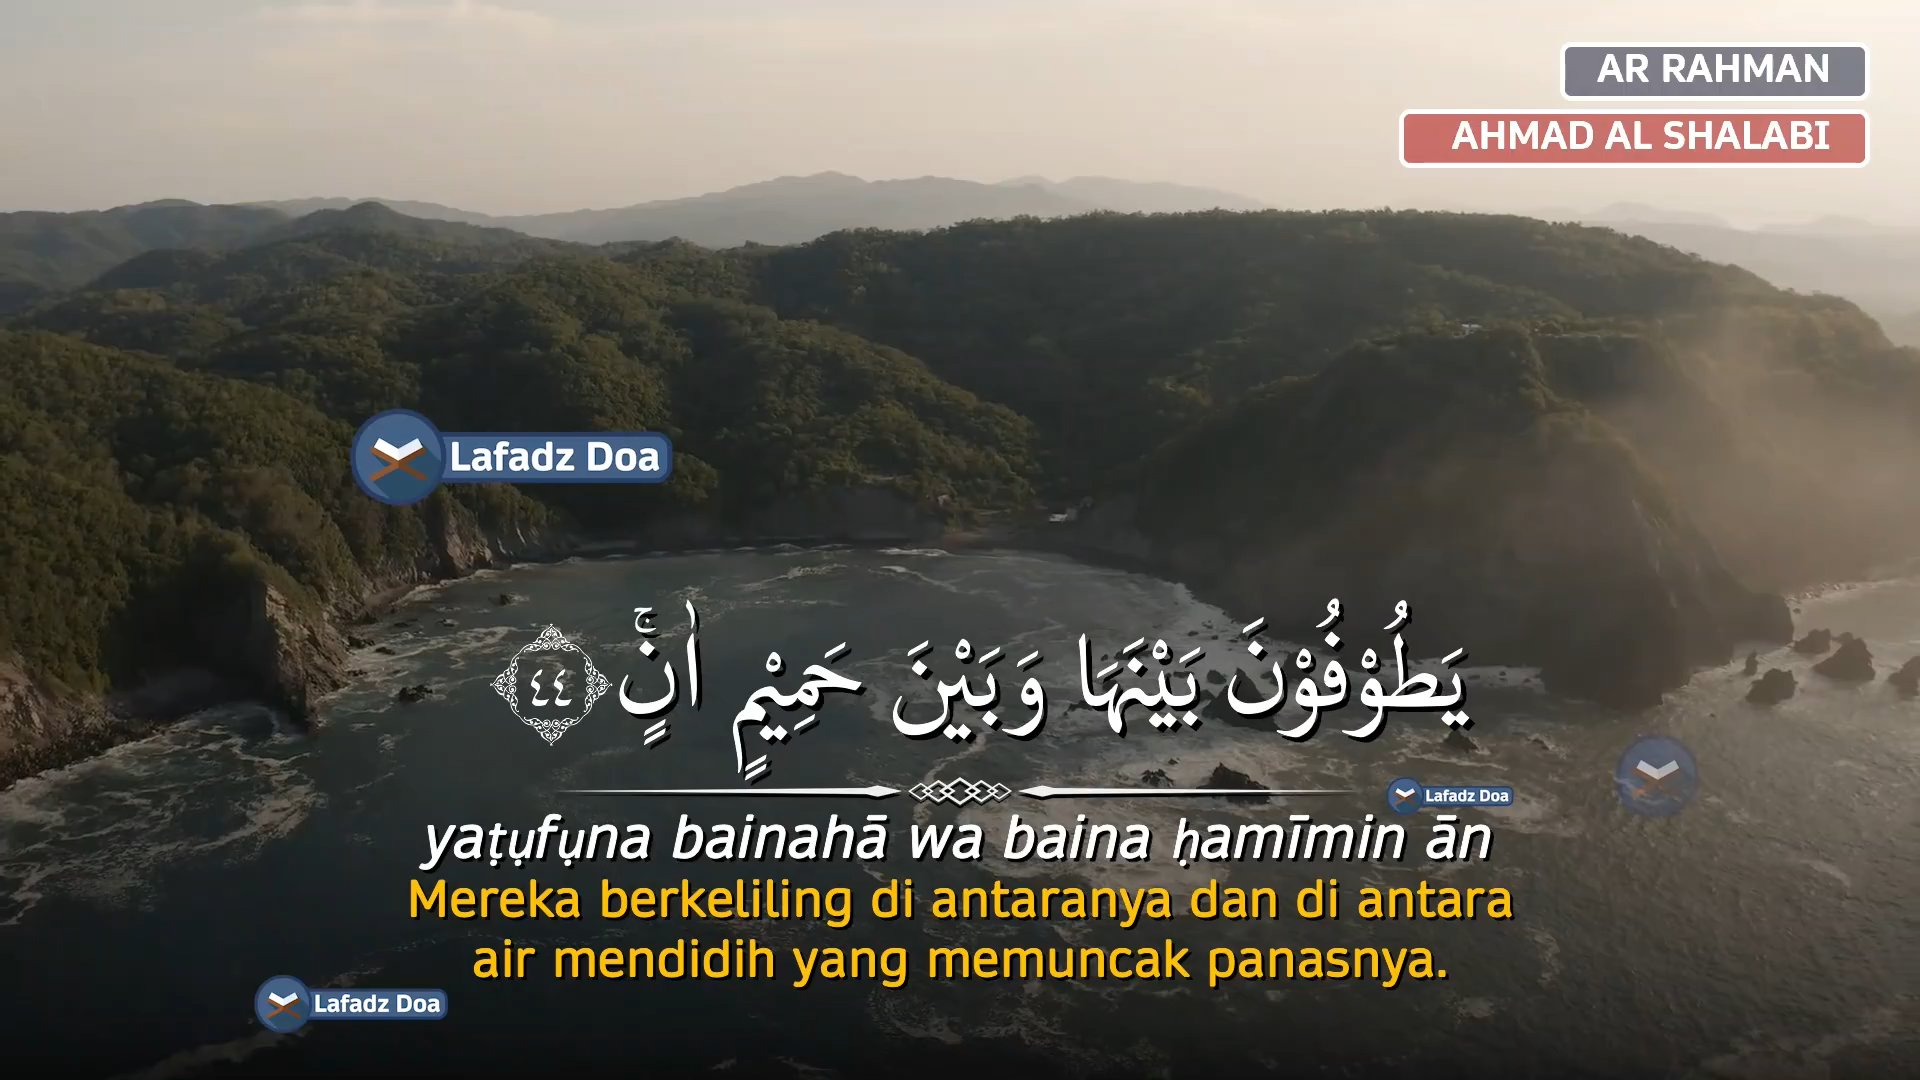 AR RAHMAN
AHMAD AL SHALABI
Lafadz Doa
يَطُوْفُوْنَ بَيْنَهَا وَبَيْنَ حَمِيْمٍ اٰنٍۚ ٤٤
Lafadz Doa
yaṭụfụna bainahā wa baina ḥamīmin ān
Mereka berkeliling di antaranya dan di antara
air mendidih yang memuncak panasnya.
Lafadz Doa